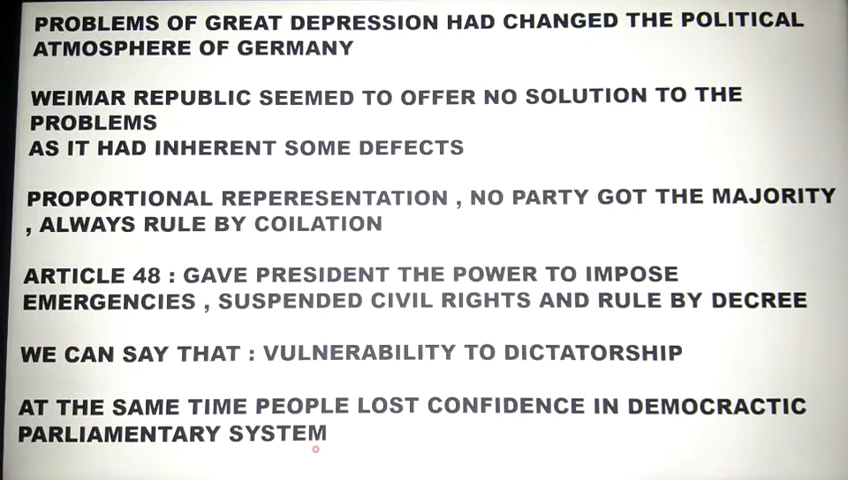 PROBLEMS OF GREAT DEPRESSION HAD CHANGED THE POLITICAL
ATMOSPHERE OF GERMANY
WEIMAR REPUBLIC SEEMED TO OFFER NO SOLUTION TO THE
PROBLEMS
AS IT HAD INHERENT SOME DEFECTS
PROPORTIONAL REPERESENTATION , NO PARTY GOT THE MAJORITY
, ALWAYS RULE BY COILATION
ARTICLE 48 : GAVE PRESIDENT THE POWER TO IMPOSE
EMERGENCIES , SUSPENDED CIVIL RIGHTS AND RULE BY DECREE
WE CAN SAY THAT : VULNERABILITY TO DICTATORSHIP
AT THE SAME TIME PEOPLE LOST CONFIDENCE IN DEMOCRACTIC
PARLIAMENTARY SYSTEM